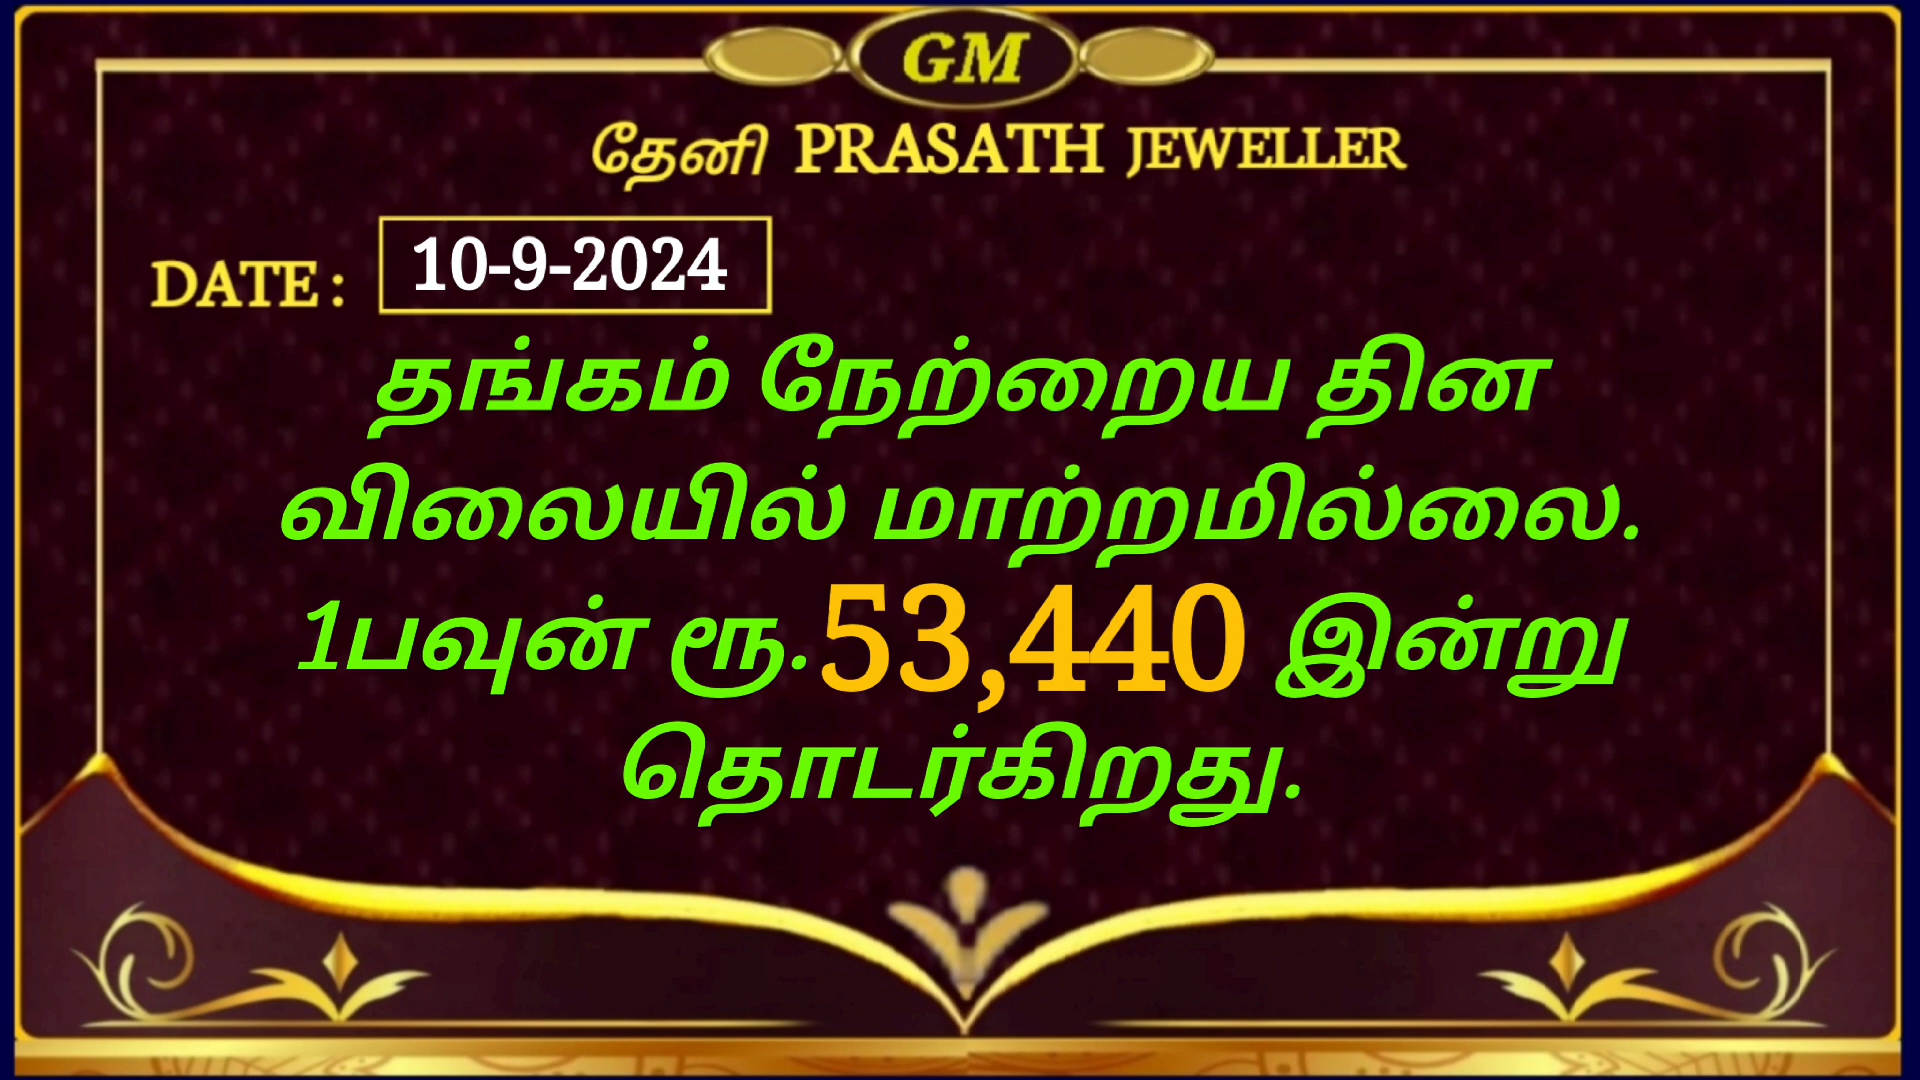 GM
தேனி PRASATH JEWELLER
DATE : 10-9-2024
தங்கம் நேற்றைய தின
விலையில் மாற்றமில்லை.
1பவுன் ரூ.53,440 இன்று
தொடர்கிறது.